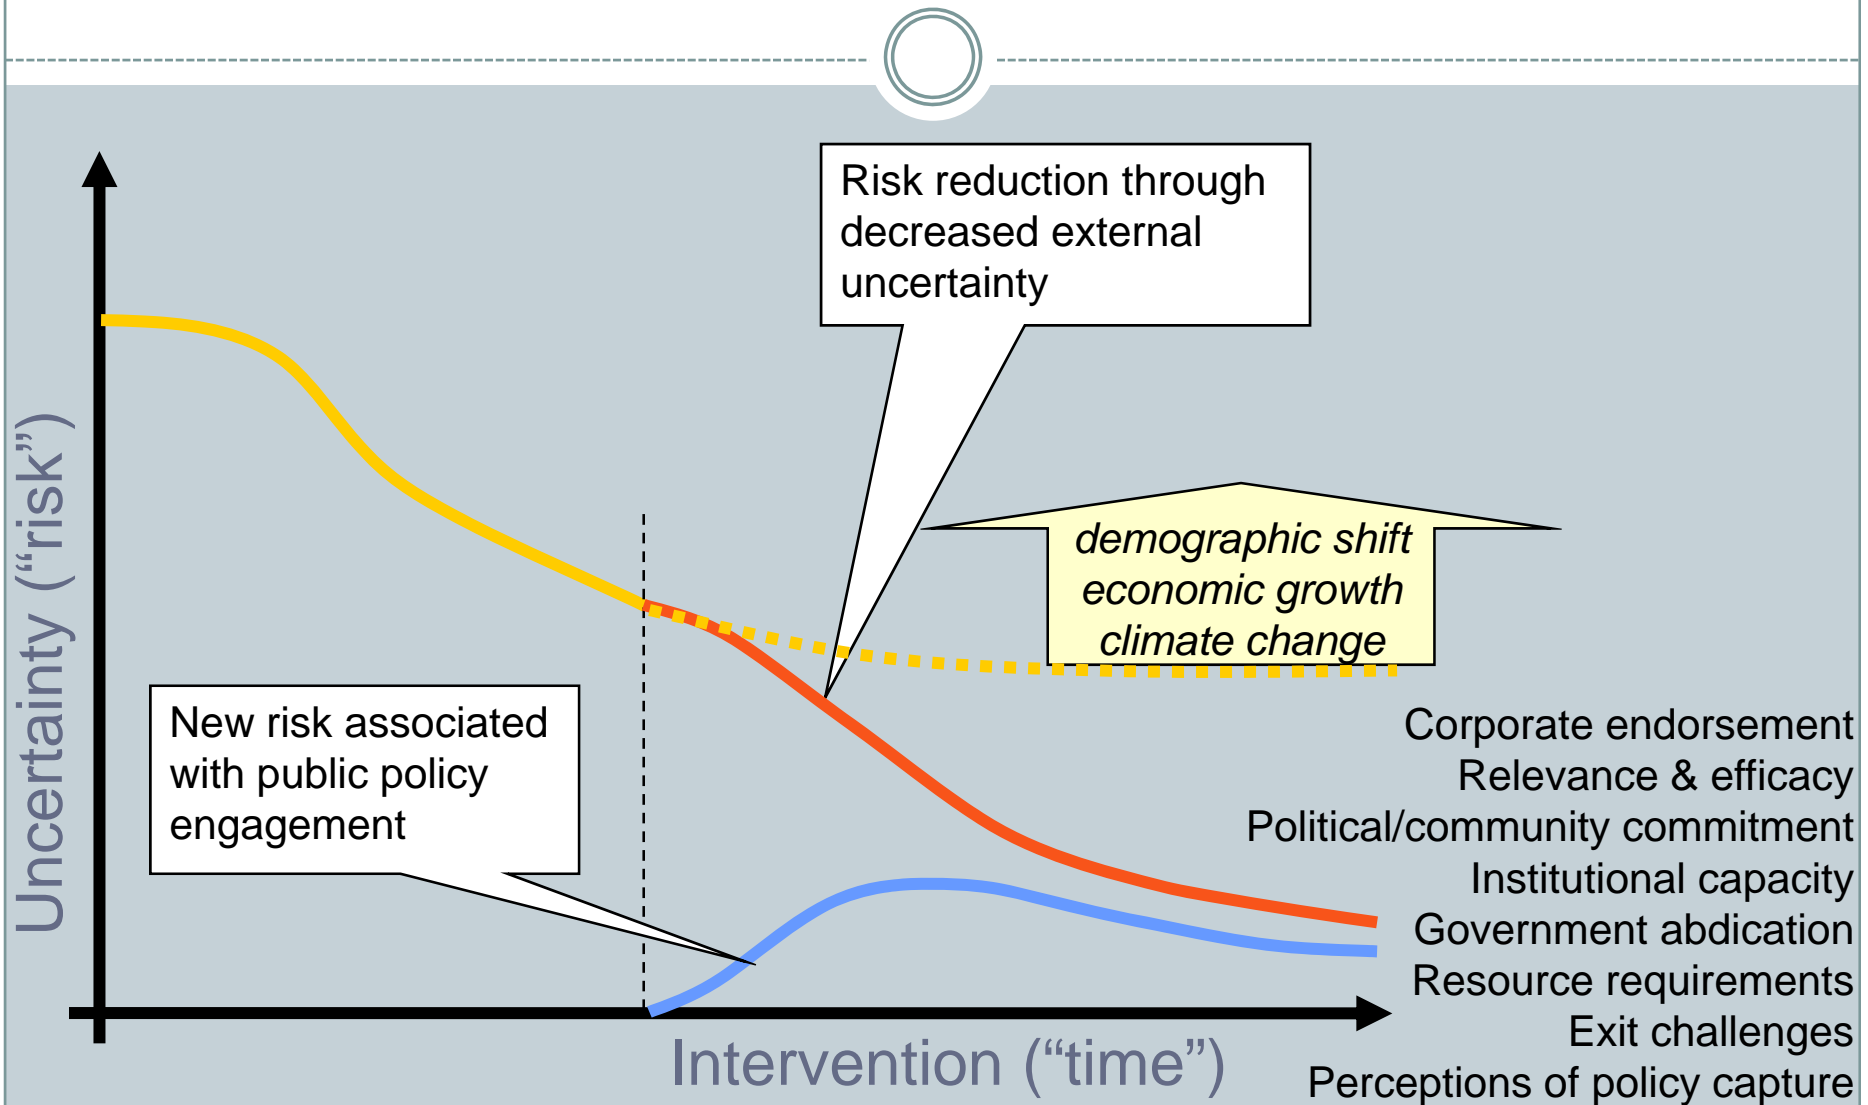 Risk reduction through
decreased external
uncertainty
Uncertainty (“risk”)
demographic shift
economic growth
climate change
New risk associated
with public policy
engagement
Corporate endorsement
Relevance & efficacy
Political/community commitment
Institutional capacity
Government abdication
Resource requirements
Exit challenges
Perceptions of policy capture
Intervention (“time”)